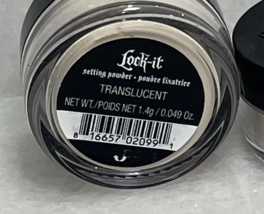 Lock-it
setting powder • poudre fixatrice
TRANSLUCENT
NET WT./POIDS NET 1.4g / 0.049 Oz.
8 16657 02099 1